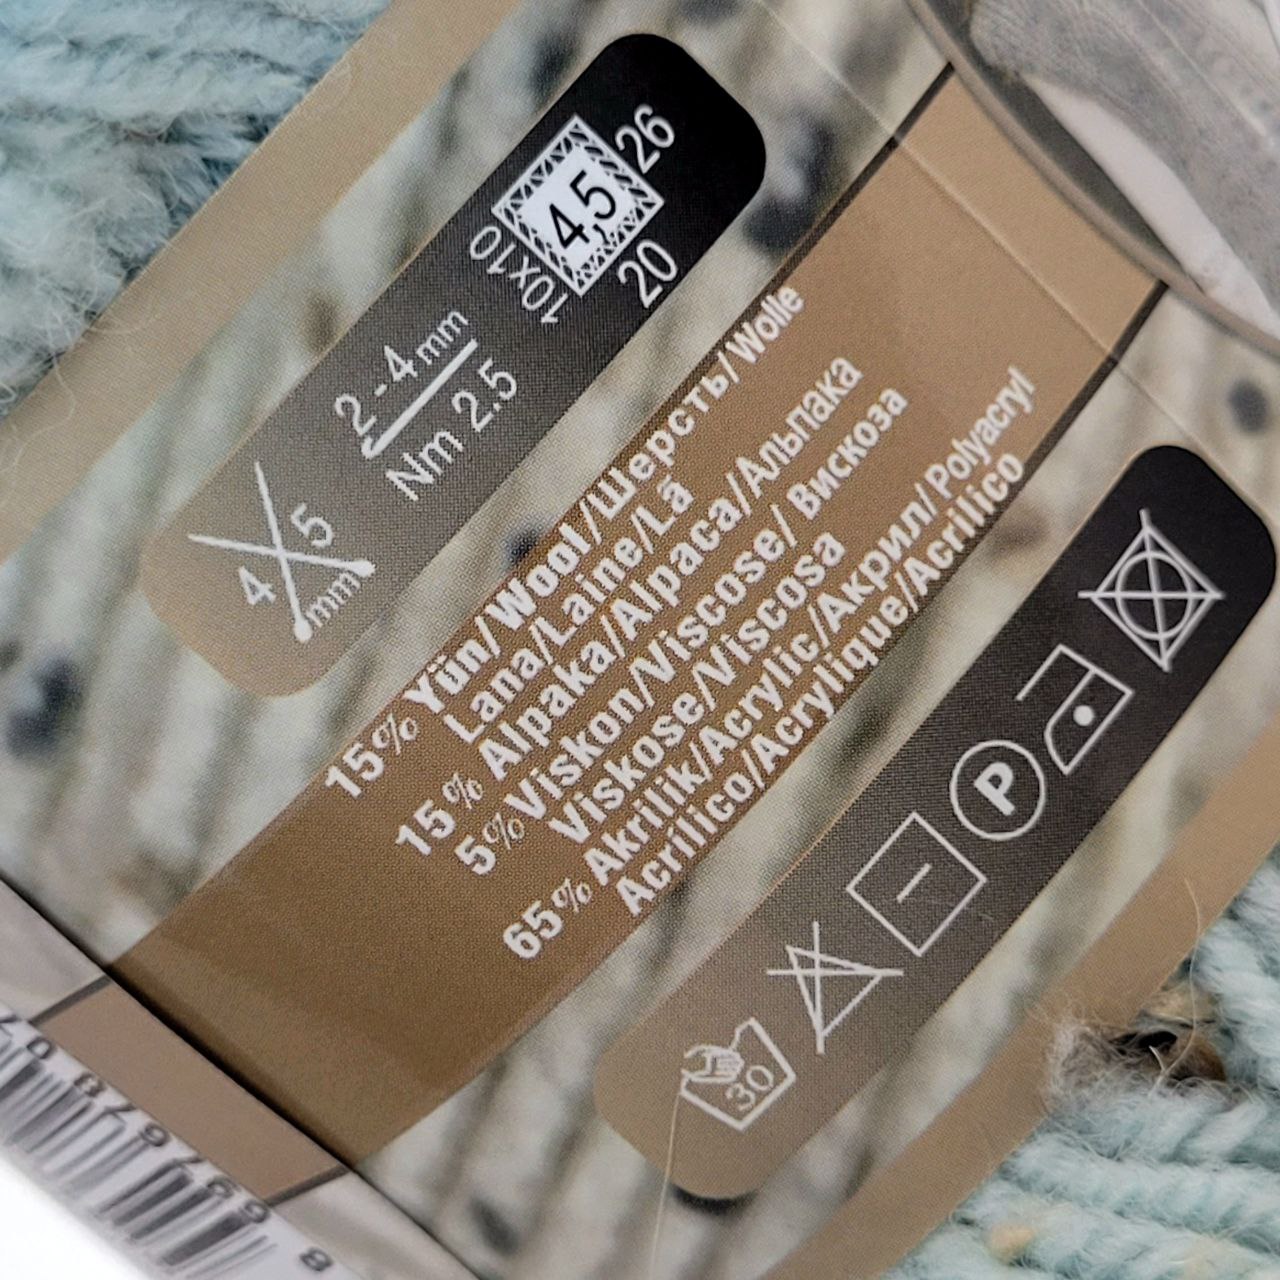 4 5
mm
2 - 4 mm
Nm 2.5
10x10
4,5
26
20
15% Yün/Wool/Шерсть/Wolle
Lana/Laine/Lã
15% Alpaka/Alpaca/Альпака
5% Viskon/Viscose/ Вискоза
Viskose/Viscosa
65% Akrilik/Acrylic/Акрил/Polyacryl
Acrilico/Acrylique/Acrílico
30
P